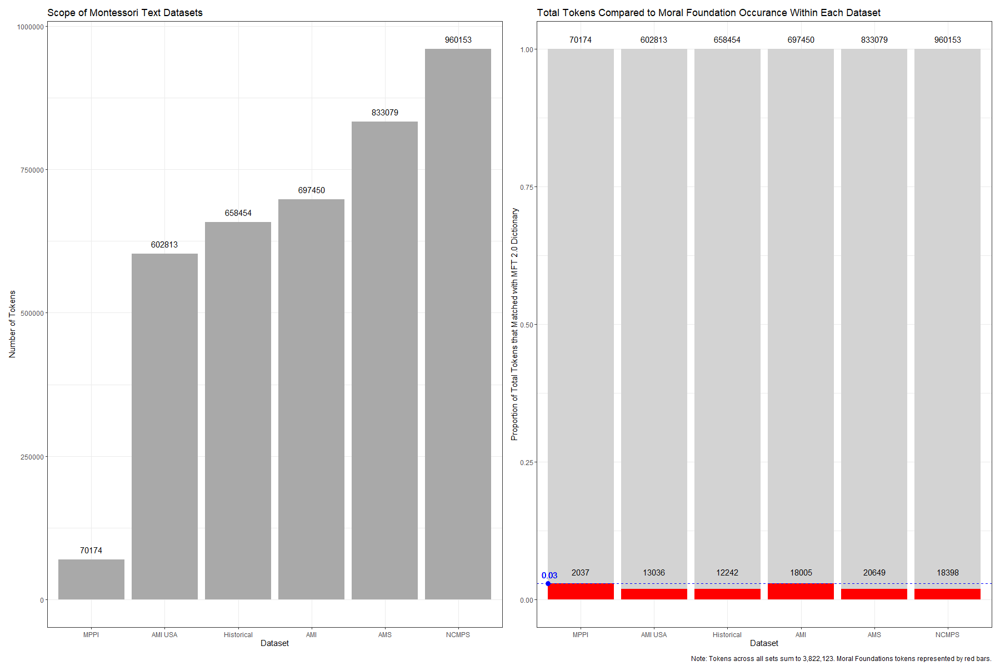 Scope of Montessori Text Datasets
1000000
750000
500000
250000
0
Number of Tokens
70174
602813
658454
697450
833079
960153
MPPI
AMI USA
Historical
AMI
AMS
NCMPS
Dataset
Total Tokens Compared to Moral Foundation Occurance Within Each Dataset
1.00
0.75
0.50
0.25
0.00
Proportion of Total Tokens that Matched with MFT 2.0 Dictionary
70174
602813
658454
697450
833079
960153
0.03
2037
13036
12242
18005
20649
18398
MPPI
AMI USA
Historical
AMI
AMS
NCMPS
Dataset
Note: Tokens across all sets sum to 3,822,123. Moral Foundations tokens represented by red bars.